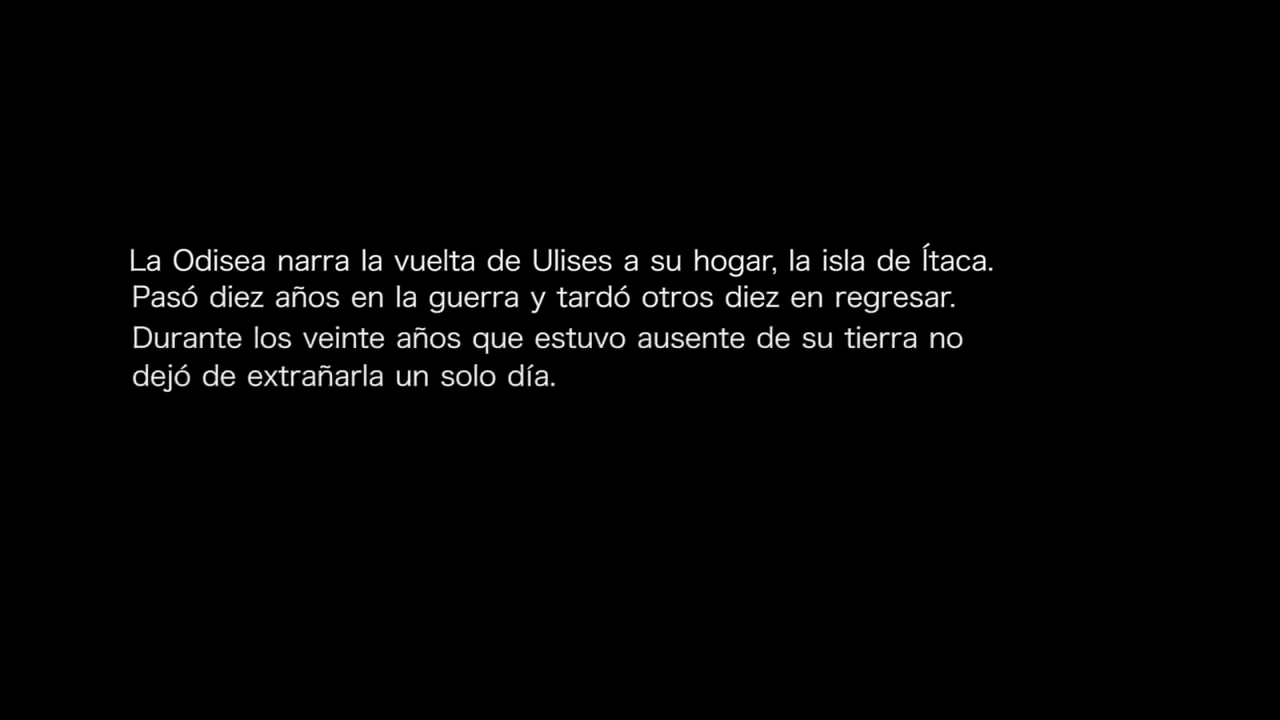 La Odisea narra la vuelta de Ulises a su hogar, la isla de Ítaca.
Pasó diez años en la guerra y tardó otros diez en regresar.
Durante los veinte años que estuvo ausente de su tierra no
dejó de extrañarla un solo día.